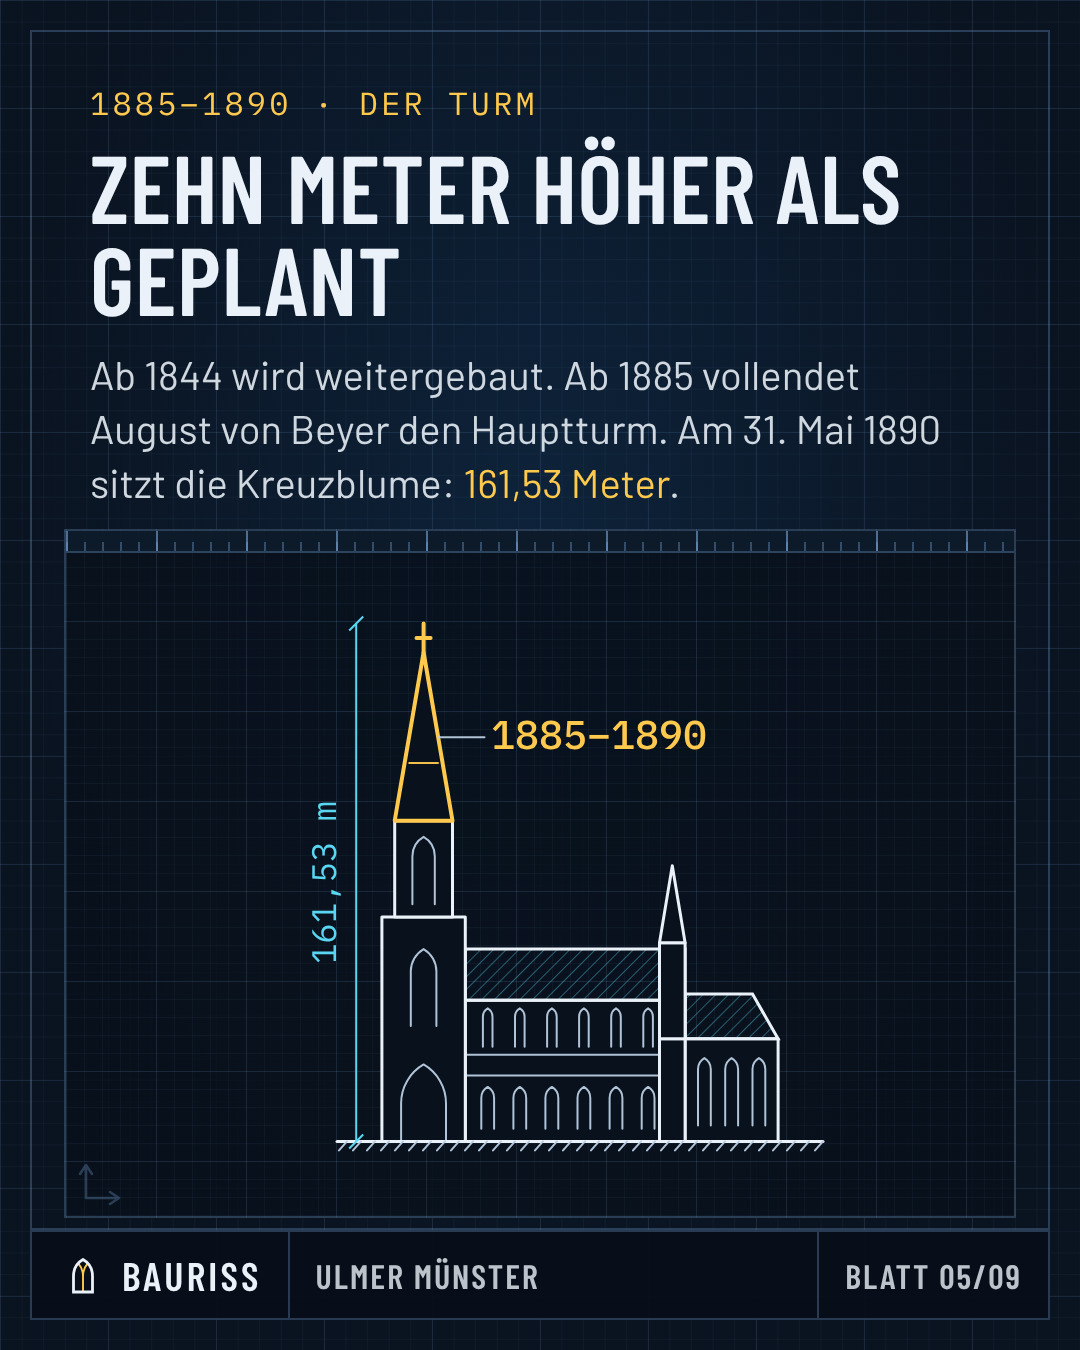 1885–1890 · DER TURM
ZEHN METER HÖHER ALS
GEPLANT
Ab 1844 wird weitergebaut. Ab 1885 vollendet
August von Beyer den Hauptturm. Am 31. Mai 1890
sitzt die Kreuzblume: 161,53 Meter.
1885–1890
161,53 m
BAURISS
ULMER MÜNSTER
BLATT 05/09